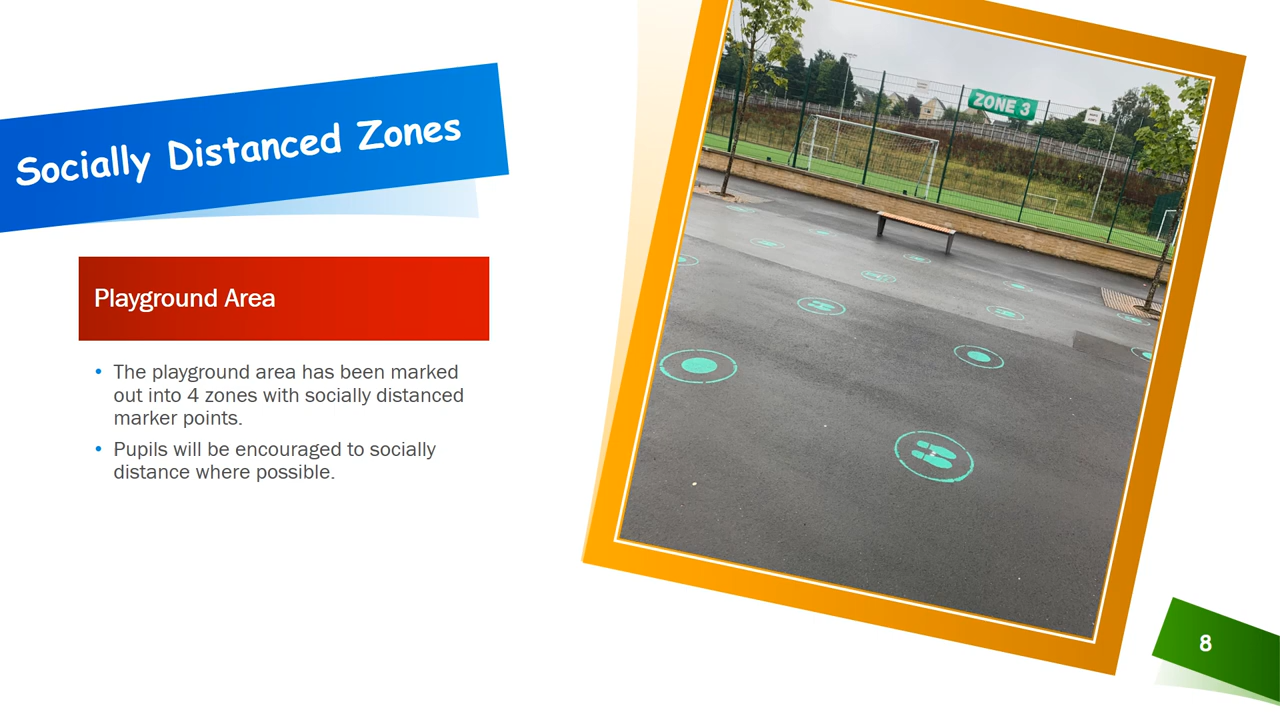 Socially Distanced Zones
ZONE 3
Playground Area
The playground area has been marked
out into 4 zones with socially distanced
marker points.
Pupils will be encouraged to socially
distance where possible.
8